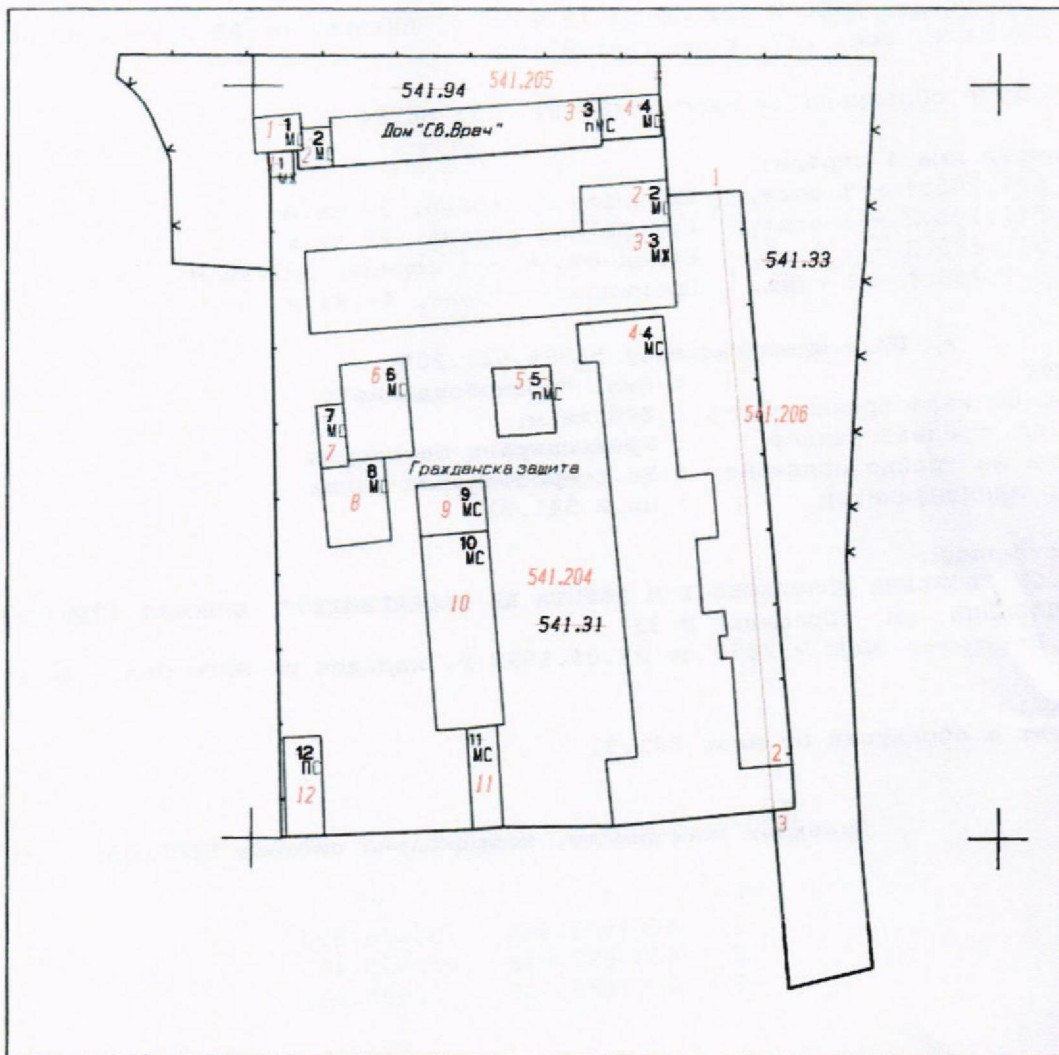 541.205
541.94
1 1
МС
2 2
МС
Дом "Св.Врач"
3 3
пМС
4 4
МС
1
МЖ
1
2 2
МС
3 3
МЖ
541.33
4 4
МС
6 6
МС
5 5
пМС
7
МС
7
541.206
Гражданска защита
8
МС
8
9 9
МС
10
МС
10
541.204
541.31
11
МС
11
12
ПС
12
2
3